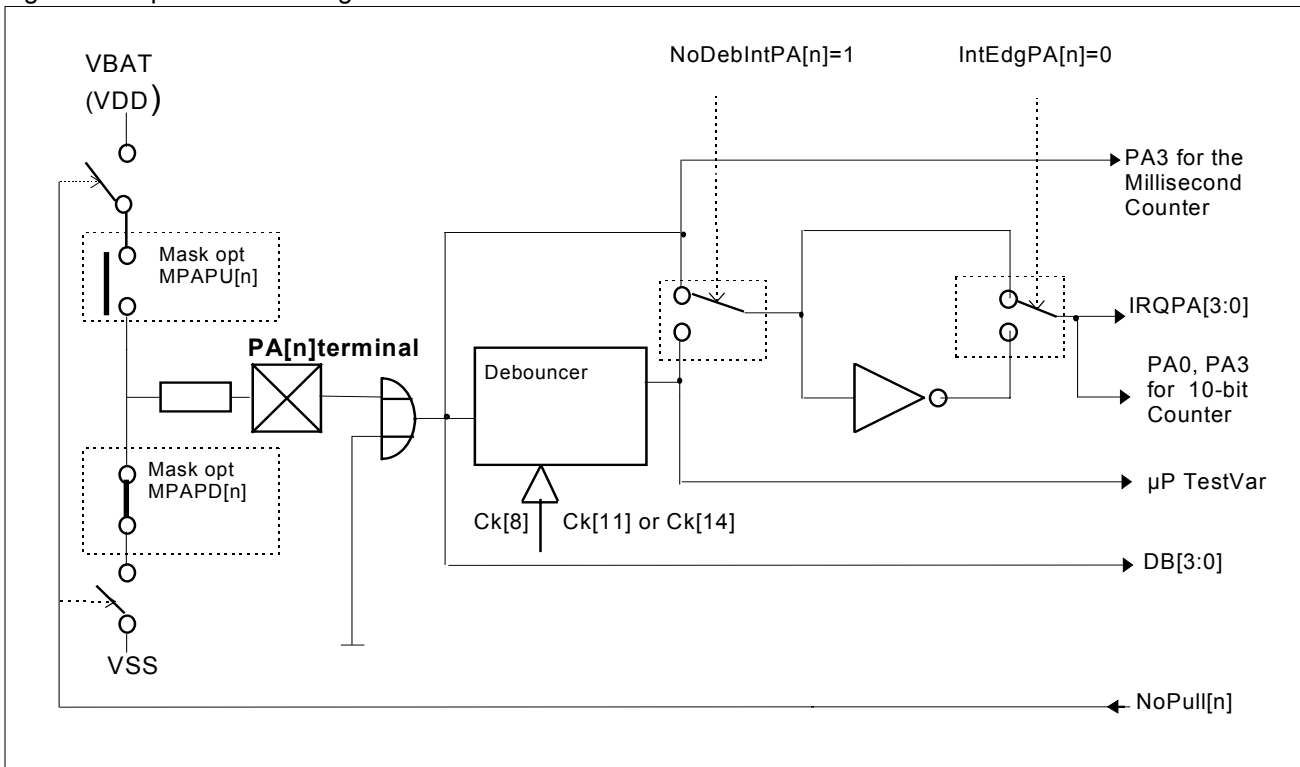 VBAT
(VDD)
NoDebIntPA[n]=1
IntEdgPA[n]=0
PA3 for the
Millisecond
Counter
Mask opt
MPAPU[n]
IRQPA[3:0]
PA[n]terminal
Debouncer
PA0, PA3
for 10-bit
Counter
Mask opt
MPAPD[n]
µP TestVar
Ck[8]
Ck[11] or Ck[14]
DB[3:0]
VSS
NoPull[n]